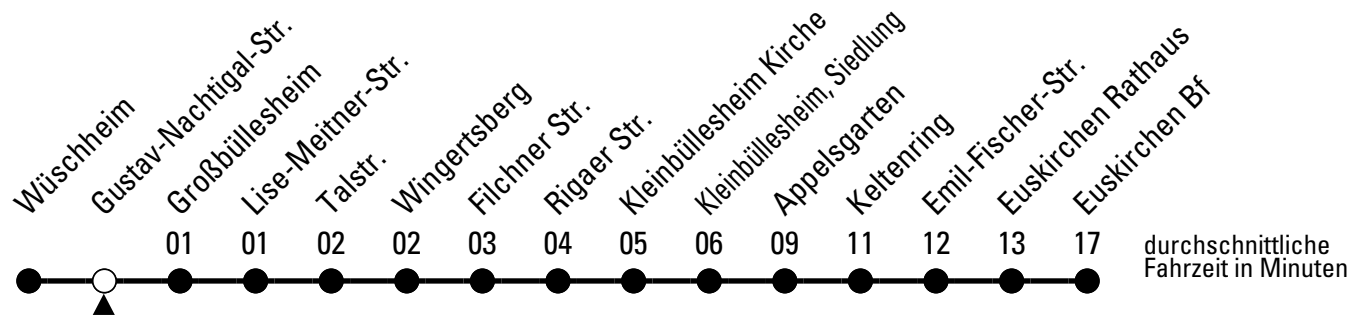 Wüschheim
Gustav-Nachtigal-Str.
Großbüllesheim
Lise-Meitner-Str.
Talstr.
Wingertsberg
Filchner Str.
Rigaer Str.
Kleinbüllesheim Kirche
Kleinbüllesheim, Siedlung
Appelsgarten
Keltenring
Emil-Fischer-Str.
Euskirchen Rathaus
Euskirchen Bf
01 01 02 02 03 04 05 06 09 11 12 13 17
durchschnittliche
Fahrzeit in Minuten